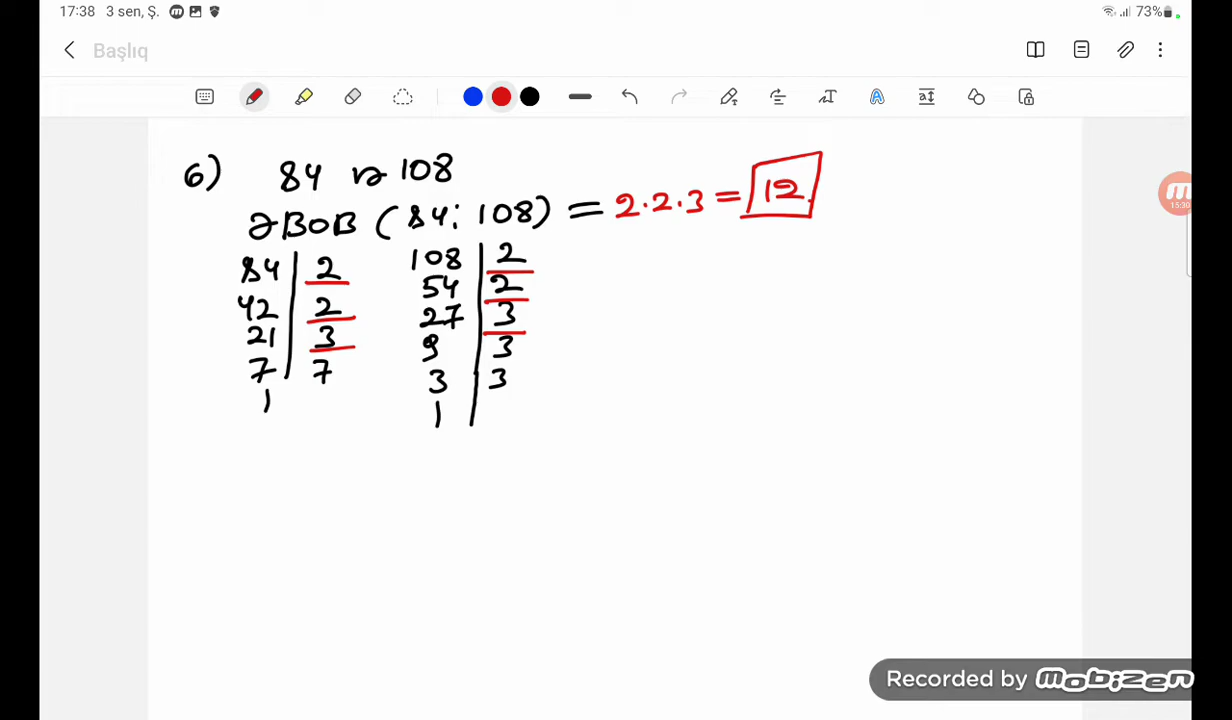 17:38 3 sen, Ş. 73%
Başlıq
6) 84 və 108
ƏBOB (84; 108) = 2·2·3 = 12
84 | 2 108 | 2
42 | 2 54 | 2
21 | 3 27 | 3
7 | 7 9 | 3
1 3 | 3
1
15:30
Recorded by mobizen